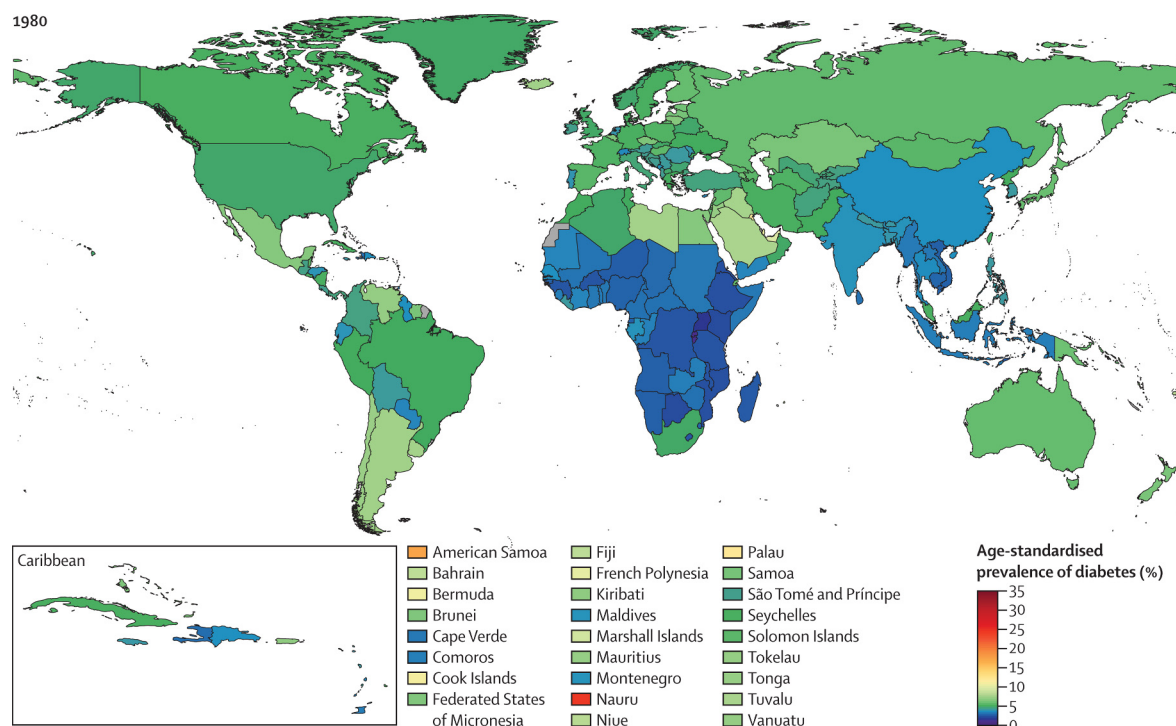 1980
Caribbean
American Samoa
Bahrain
Bermuda
Brunei
Cape Verde
Comoros
Cook Islands
Federated States
of Micronesia
Fiji
French Polynesia
Kiribati
Maldives
Marshall Islands
Mauritius
Montenegro
Nauru
Niue
Palau
Samoa
São Tomé and Príncipe
Seychelles
Solomon Islands
Tokelau
Tonga
Tuvalu
Vanuatu
Age-standardised
prevalence of diabetes (%)
35
30
25
20
15
10
5
0